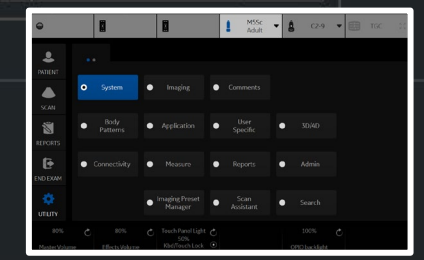 M5Sc
Adult
C2-9
TGC
PATIENT
SCAN
REPORTS
END EXAM
UTILITY
System
Imaging
Comments
Body
Patterns
Application
User
Specific
3D/4D
Connectivity
Measure
Reports
Admin
Imaging Preset
Manager
Scan
Assistant
Search
80%
Master Volume
80%
Effects Volume
Touch Panel Light
50%
Kbd/Touch Lock
100%
OPIO backlight